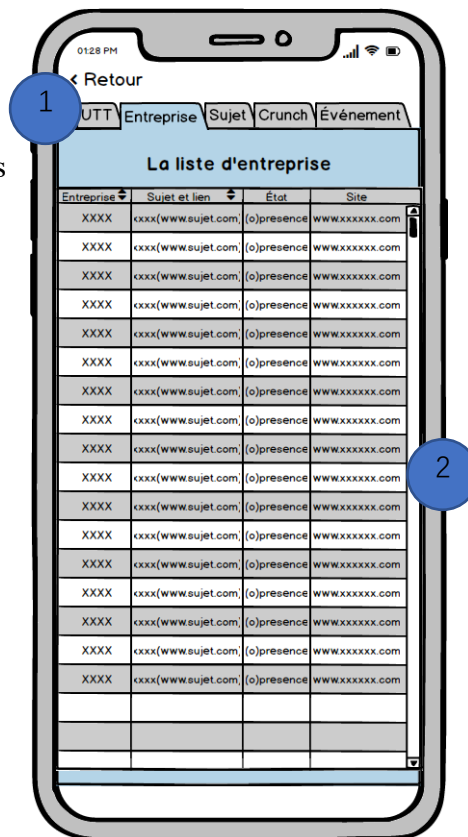 01:28 PM
< Retour
1
UTT Entreprise Sujet Crunch Événement
s
La liste d'entreprise
Entreprise Sujet et lien État Site
XXXX xxxx(www.sujet.com) (o)presence www.xxxxxx.com
XXXX xxxx(www.sujet.com) (o)presence www.xxxxxx.com
XXXX xxxx(www.sujet.com) (o)presence www.xxxxxx.com
XXXX xxxx(www.sujet.com) (o)presence www.xxxxxx.com
XXXX xxxx(www.sujet.com) (o)presence www.xxxxxx.com
XXXX xxxx(www.sujet.com) (o)presence www.xxxxxx.com
XXXX xxxx(www.sujet.com) (o)presence www.xxxxxx.com
XXXX xxxx(www.sujet.com) (o)presence www.xxxxxx.com
XXXX xxxx(www.sujet.com) (o)presence www.xxxxxx.com
XXXX xxxx(www.sujet.com) (o)presence www.xxxxxx.com
2
XXXX xxxx(www.sujet.com) (o)presence www.xxxxxx.com
XXXX xxxx(www.sujet.com) (o)presence www.xxxxxx.com
XXXX xxxx(www.sujet.com) (o)presence www.xxxxxx.com
XXXX xxxx(www.sujet.com) (o)presence www.xxxxxx.com
XXXX xxxx(www.sujet.com) (o)presence www.xxxxxx.com
XXXX xxxx(www.sujet.com) (o)presence www.xxxxxx.com
XXXX xxxx(www.sujet.com) (o)presence www.xxxxxx.com